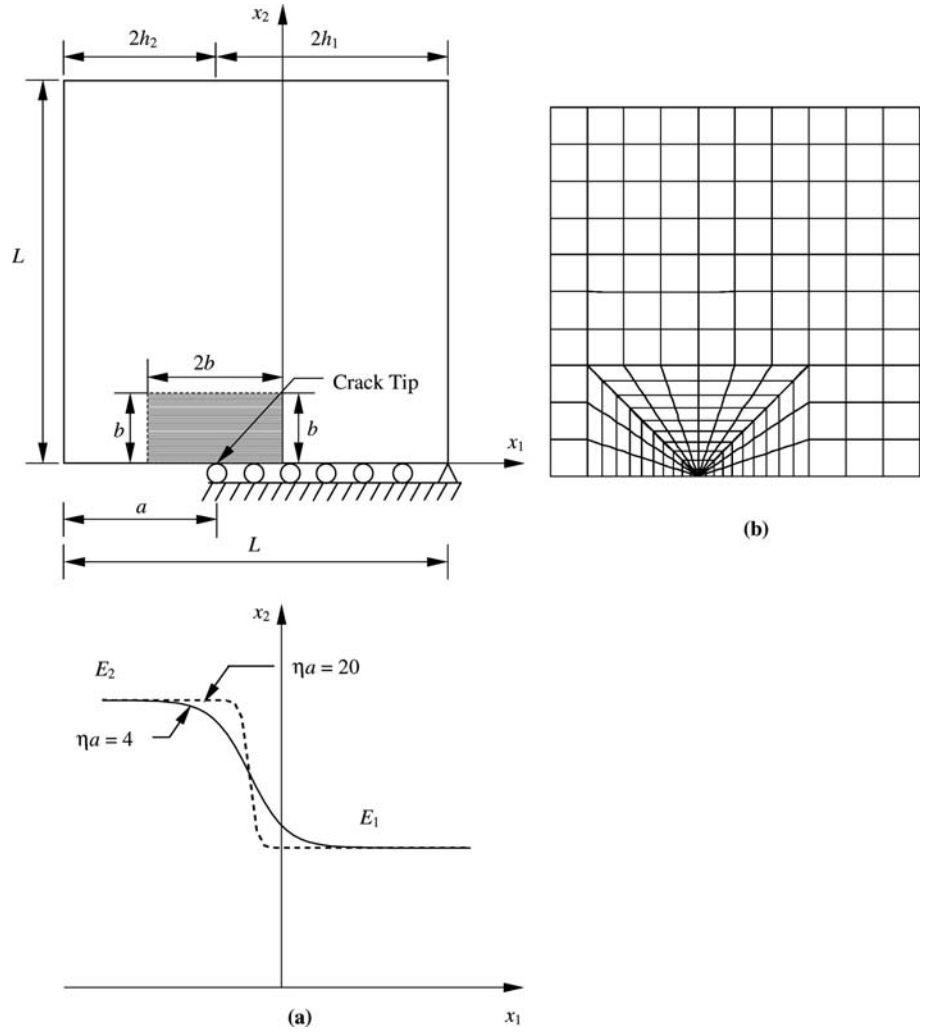 x₂
2h₂ 2h₁
L
2b
Crack Tip
b b
x₁
a
L
(b)
x₂
E₂
ηa = 20
ηa = 4
E₁
(a)
x₁